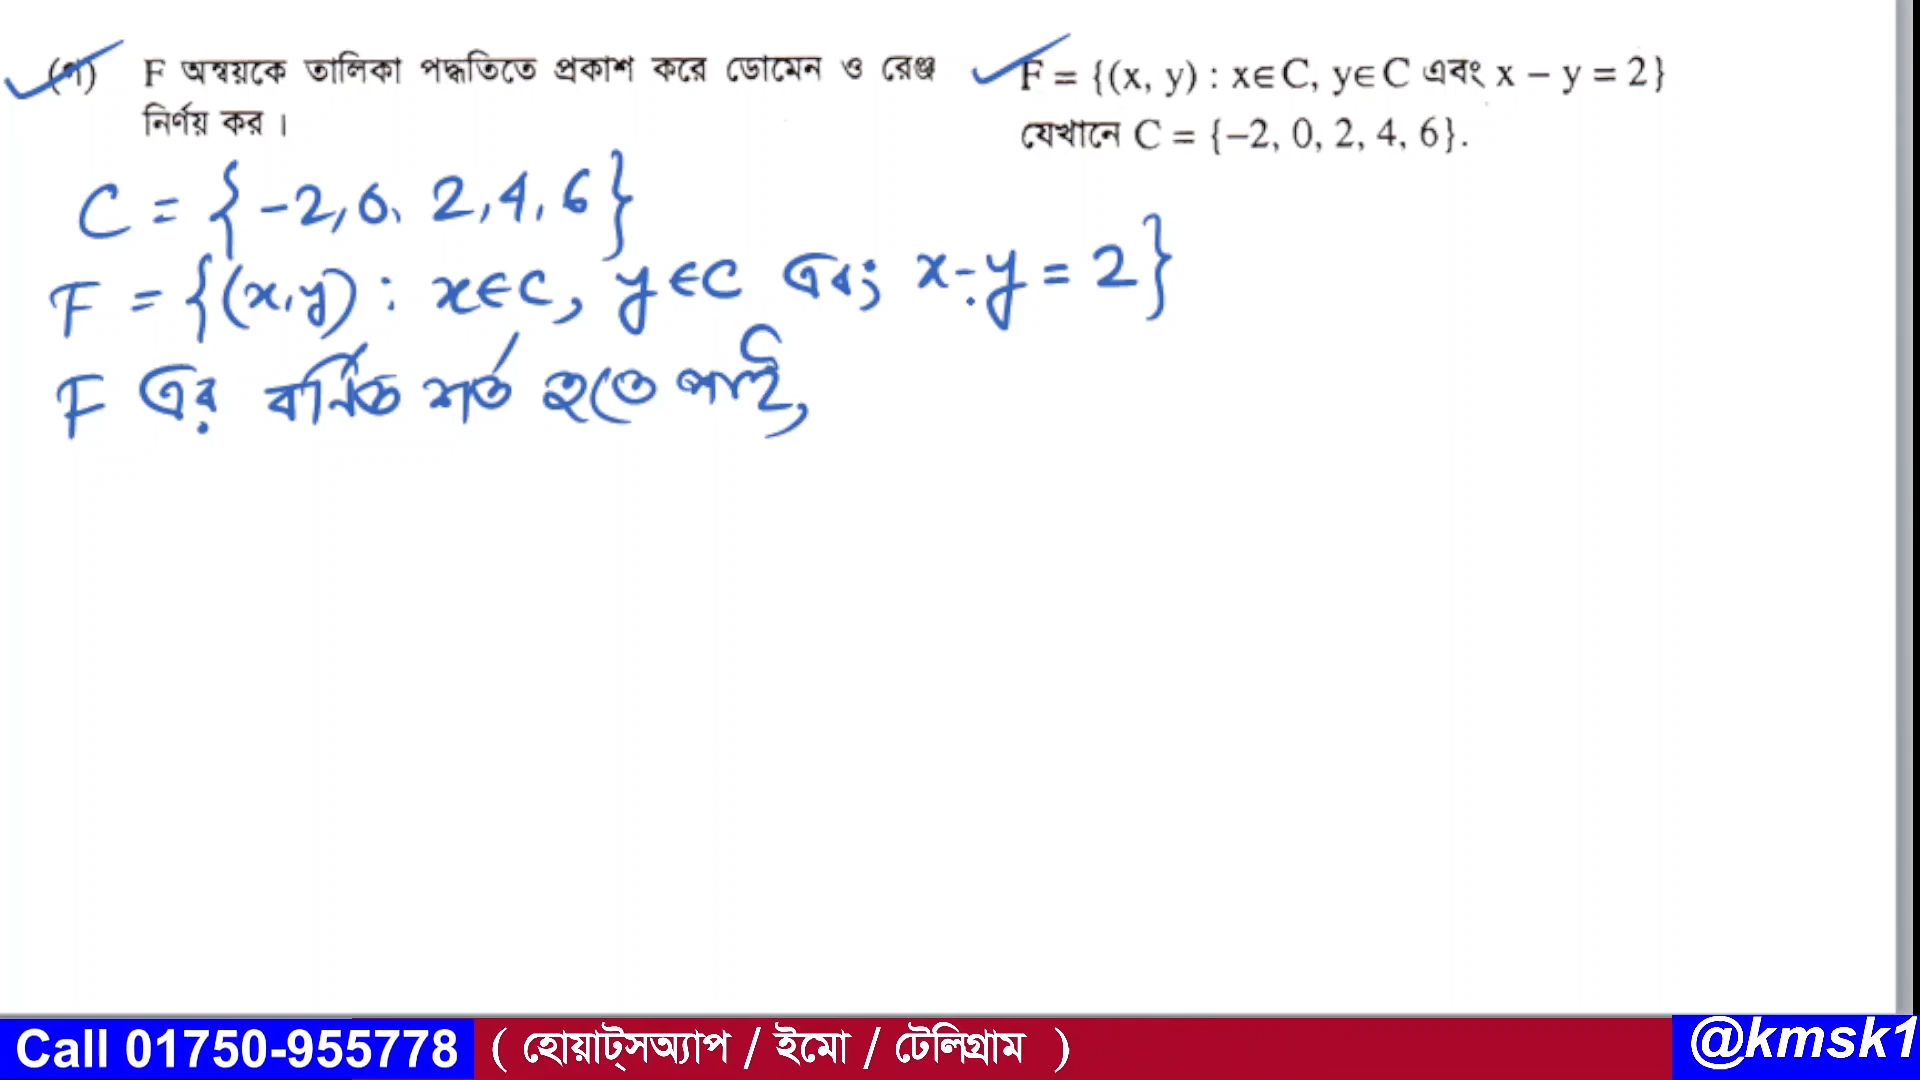 (গ) F অন্বয়কে তালিকা পদ্ধতিতে প্রকাশ করে ডোমেন ও রেঞ্জ
নির্ণয় কর।
F = {(x, y) : x∈C, y∈C এবং x – y = 2}
যেখানে C = {–2, 0, 2, 4, 6}.
C = {-2, 0, 2, 4, 6}
F = {(x, y) : x∈C, y∈C এবং x-y = 2}
F এর বর্নিত শর্ত হতে পাই,
Call 01750-955778 ( হোয়াট্সঅ্যাপ / ইমো / টেলিগ্রাম )
@kmsk1